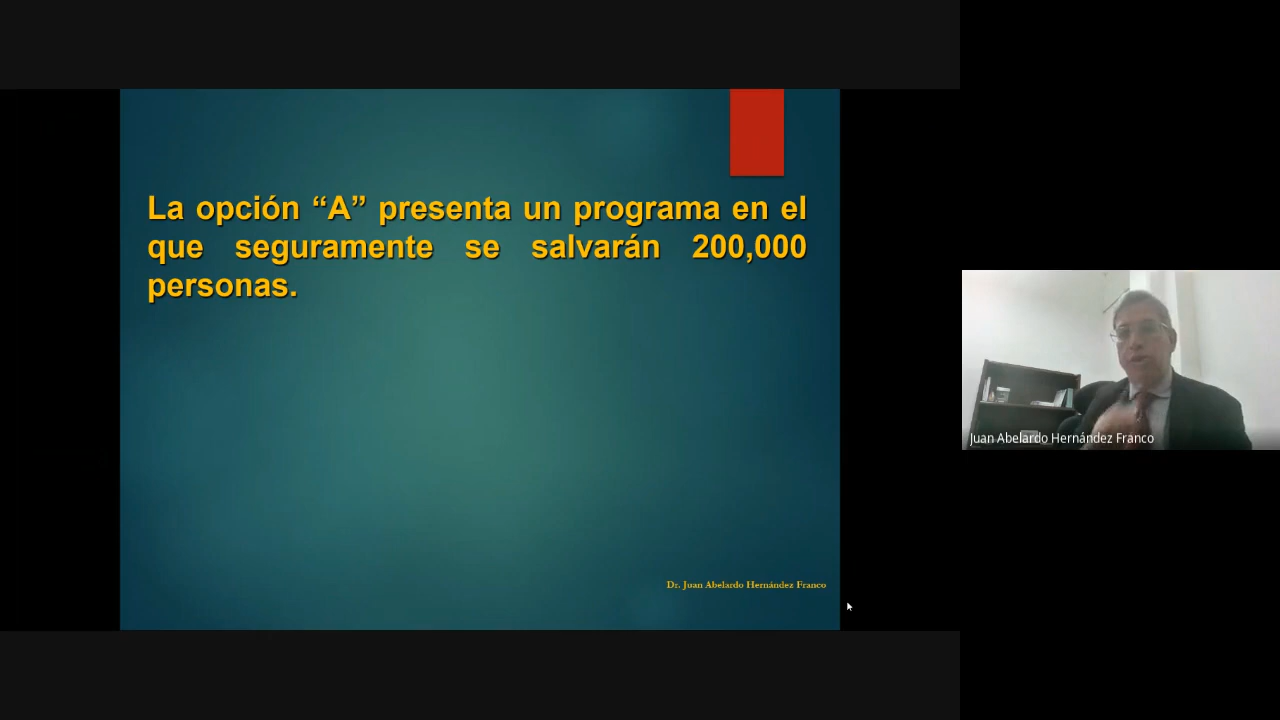 La opción “A” presenta un programa en el
que seguramente se salvarán 200,000
personas.
Dr. Juan Abelardo Hernández Franco
Juan Abelardo Hernández Franco